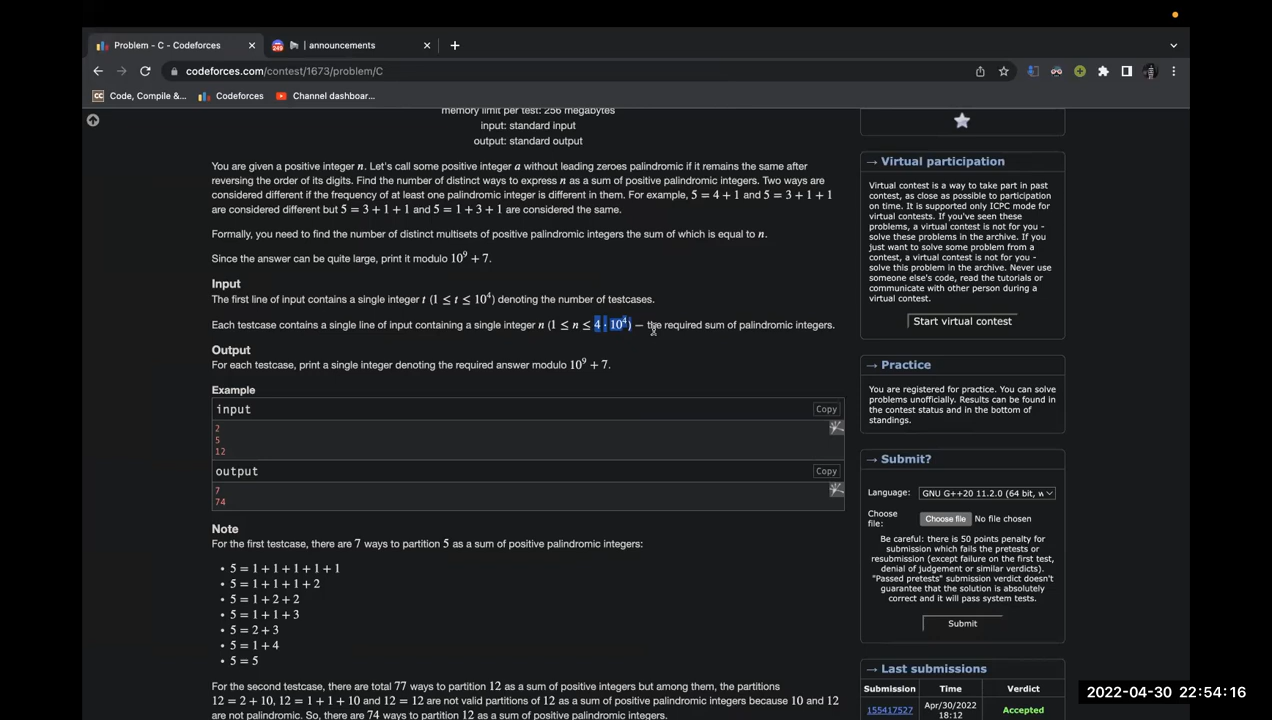 Problem - C - Codeforces
announcements
codeforces.com/contest/1673/problem/C
CC Code, Compile &... Codeforces Channel dashboar...
memory limit per test: 256 megabytes
input: standard input
output: standard output
You are given a positive integer n. Let's call some positive integer a without leading zeroes palindromic if it remains the same after
reversing the order of its digits. Find the number of distinct ways to express n as a sum of positive palindromic integers. Two ways are
considered different if the frequency of at least one palindromic integer is different in them. For example, 5 = 4 + 1 and 5 = 3 + 1 + 1
are considered different but 5 = 3 + 1 + 1 and 5 = 1 + 3 + 1 are considered the same.
Formally, you need to find the number of distinct multisets of positive palindromic integers the sum of which is equal to n.
Since the answer can be quite large, print it modulo 10⁹ + 7.
Input
The first line of input contains a single integer t (1 ≤ t ≤ 10⁴) denoting the number of testcases.
Each testcase contains a single line of input containing a single integer n (1 ≤ n ≤ 4 · 10⁴) — the required sum of palindromic integers.
Output
For each testcase, print a single integer denoting the required answer modulo 10⁹ + 7.
Example
input
Copy
2
5
12
output
Copy
7
74
Note
For the first testcase, there are 7 ways to partition 5 as a sum of positive palindromic integers:
• 5 = 1 + 1 + 1 + 1 + 1
• 5 = 1 + 1 + 1 + 2
• 5 = 1 + 2 + 2
• 5 = 1 + 1 + 3
• 5 = 2 + 3
• 5 = 1 + 4
• 5 = 5
For the second testcase, there are total 77 ways to partition 12 as a sum of positive integers but among them, the partitions
12 = 2 + 10, 12 = 1 + 1 + 10 and 12 = 12 are not valid partitions of 12 as a sum of positive palindromic integers because 10 and 12
are not palindromic. So, there are 74 ways to partition 12 as a sum of positive palindromic integers.
→ Virtual participation
Virtual contest is a way to take part in past
contest, as close as possible to participation
on time. It is supported only ICPC mode for
virtual contests. If you've seen these
problems, a virtual contest is not for you -
solve these problems in the archive. If you
just want to solve some problem from a
contest, a virtual contest is not for you -
solve this problem in the archive. Never use
someone else's code, read the tutorials or
communicate with other person during a
virtual contest.
Start virtual contest
→ Practice
You are registered for practice. You can solve
problems unofficially. Results can be found
in the contest status and in the bottom of
standings.
→ Submit?
Language: GNU G++20 11.2.0 (64 bit, w
Choose
file: Choose file No file chosen
Be careful: there is 50 points penalty for
submission which fails the pretests or
resubmission (except failure on the first test,
denial of judgement or similar verdicts).
"Passed pretests" submission verdict doesn't
guarantee that the solution is absolutely
correct and it will pass system tests.
Submit
→ Last submissions
Submission Time Verdict
155417527 Apr/30/2022 18:12 Accepted
2022-04-30 22:54:16